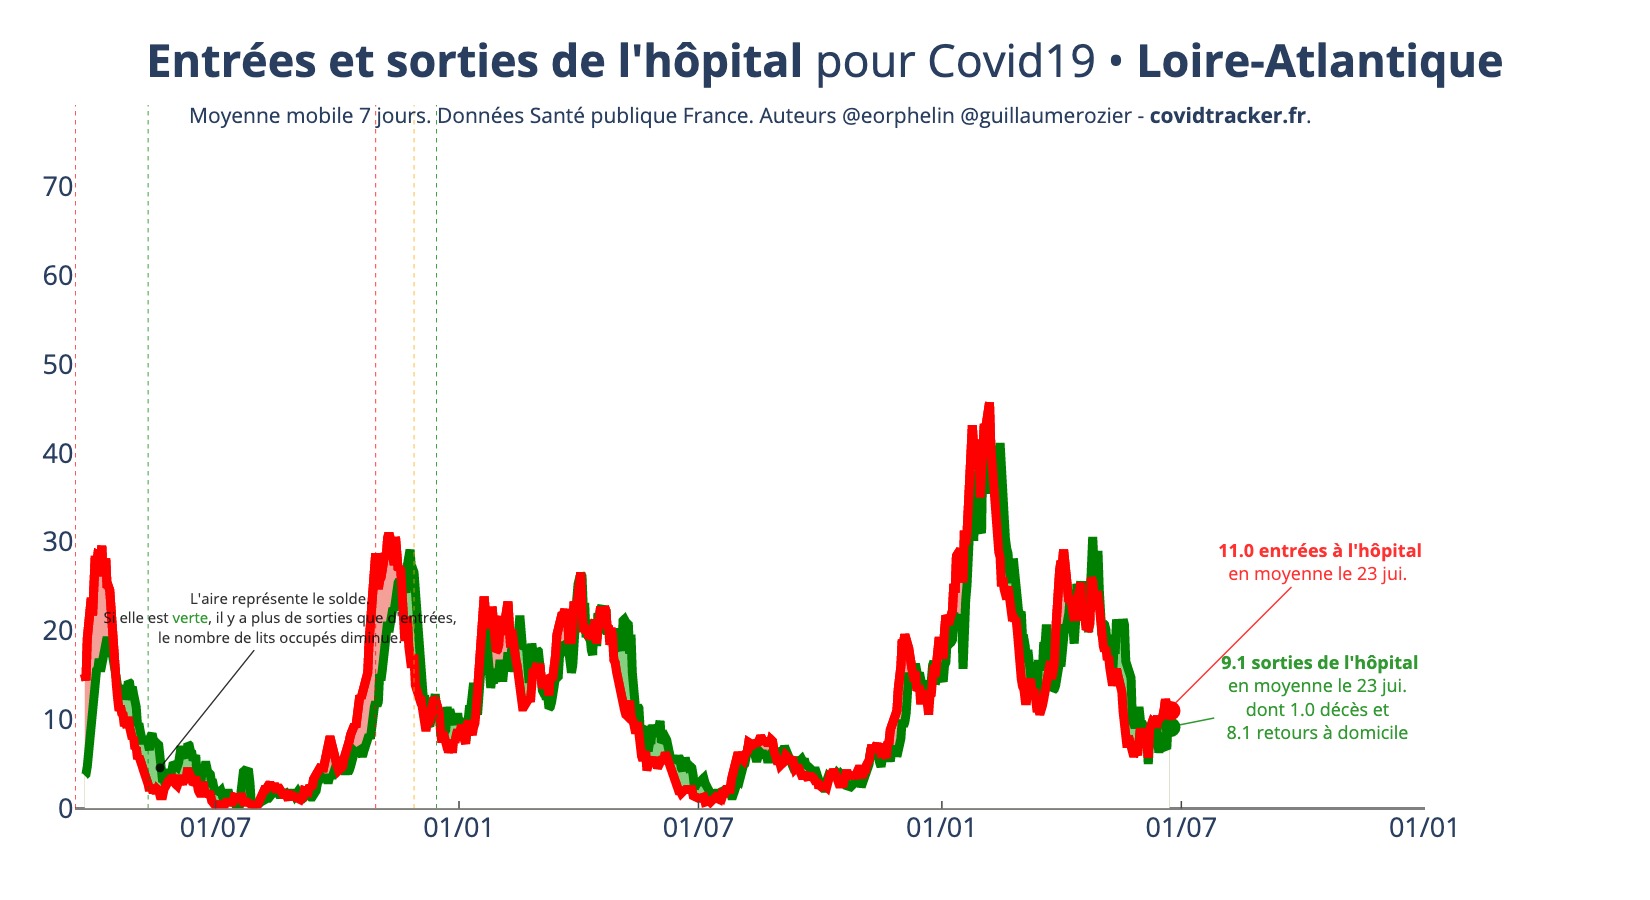 Entrées et sorties de l'hôpital pour Covid19 • Loire-Atlantique
Moyenne mobile 7 jours. Données Santé publique France. Auteurs @eorphelin @guillaumerozier - covidtracker.fr.
70
60
50
40
30
20
10
0
L'aire représente le solde.
Si elle est verte, il y a plus de sorties que d'entrées,
le nombre de lits occupés diminue.
11.0 entrées à l'hôpital
en moyenne le 23 jui.
9.1 sorties de l'hôpital
en moyenne le 23 jui.
dont 1.0 décès et
8.1 retours à domicile
01/07
01/01
01/07
01/01
01/07
01/01